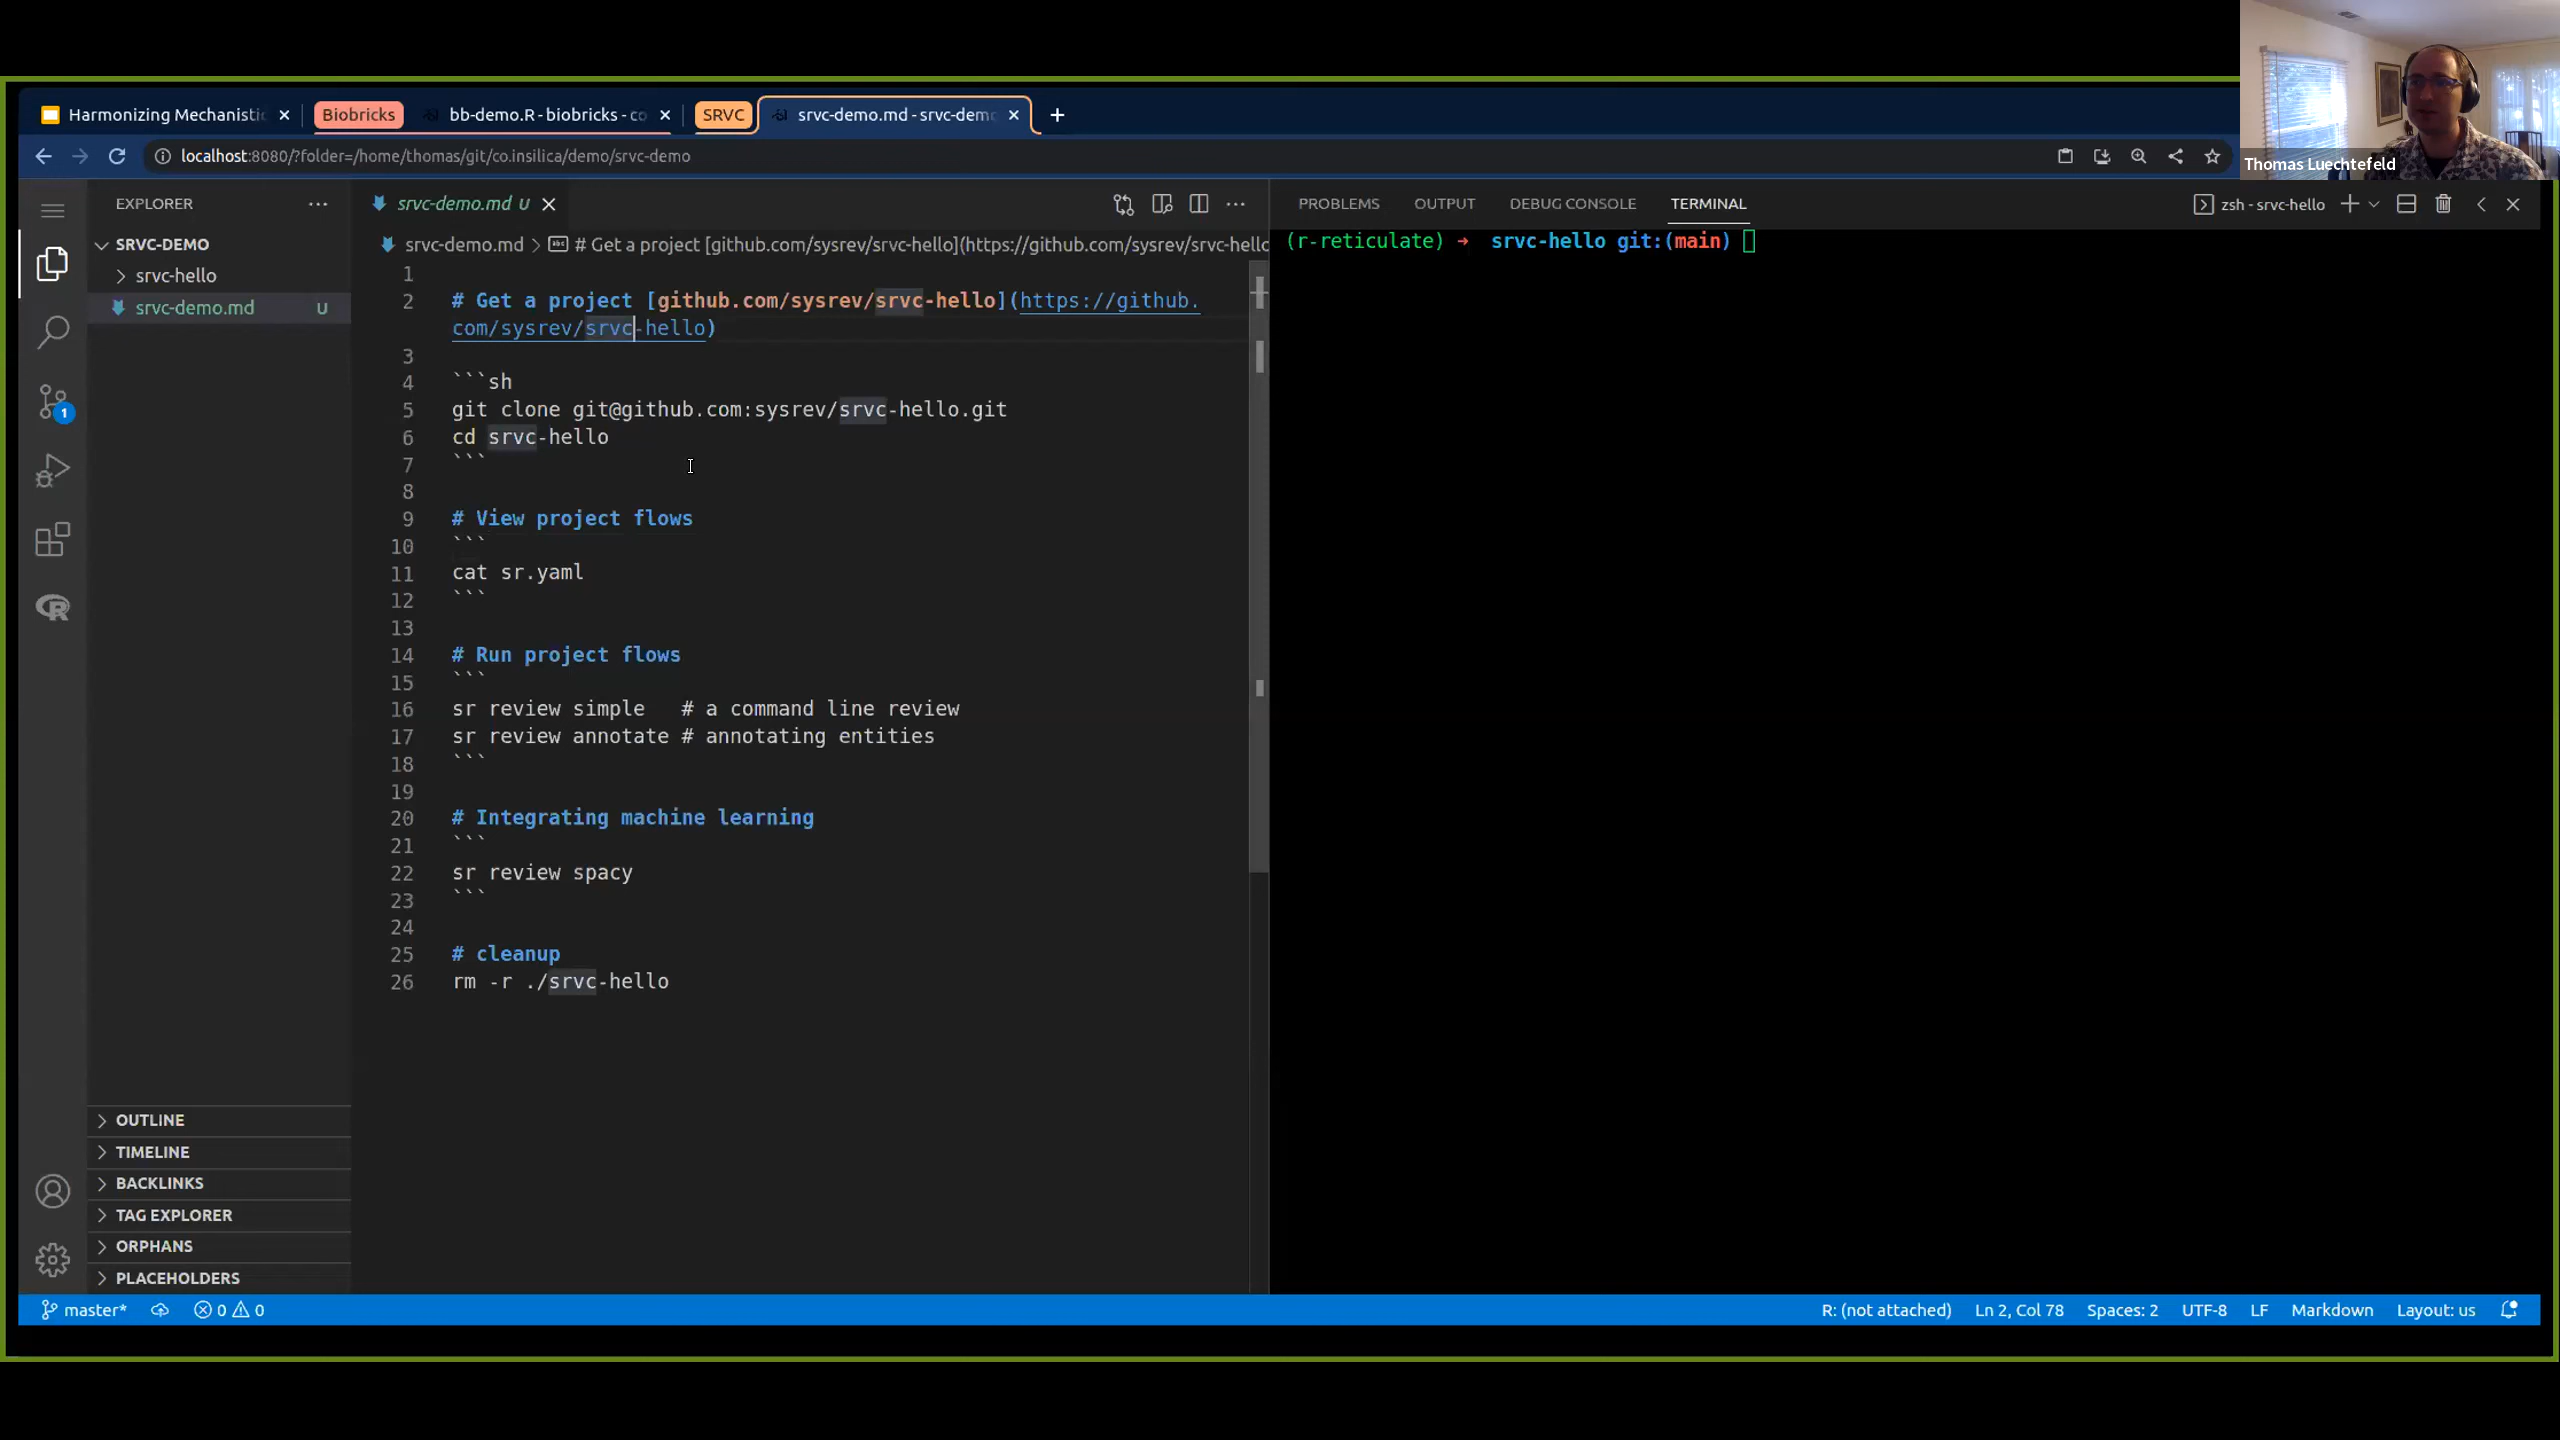 Harmonizing Mechanistic
Biobricks
bb-demo.R - biobricks - co
SRVC
srvc-demo.md - srvc-demo
localhost:8080/?folder=/home/thomas/git/co.insilica/demo/srvc-demo
Thomas Luechtefeld
EXPLORER
SRVC-DEMO
srvc-hello
srvc-demo.md U
OUTLINE
TIMELINE
BACKLINKS
TAG EXPLORER
ORPHANS
PLACEHOLDERS
srvc-demo.md U
srvc-demo.md > # Get a project [github.com/sysrev/srvc-hello](https://github.com/sysrev/srvc-hello
1
2 # Get a project [github.com/sysrev/srvc-hello](https://github.
com/sysrev/srvc-hello)
3
4 ```sh
5 git clone git@github.com:sysrev/srvc-hello.git
6 cd srvc-hello
7 ```
8
9 # View project flows
10 ```
11 cat sr.yaml
12 ```
13
14 # Run project flows
15 ```
16 sr review simple   # a command line review
17 sr review annotate # annotating entities
18 ```
19
20 # Integrating machine learning
21 ```
22 sr review spacy
23 ```
24
25 # cleanup
26 rm -r ./srvc-hello
PROBLEMS OUTPUT DEBUG CONSOLE TERMINAL
zsh - srvc-hello
(r-reticulate) → srvc-hello git:(main)
1
master* 0 0
R: (not attached) Ln 2, Col 78 Spaces: 2 UTF-8 LF Markdown Layout: us